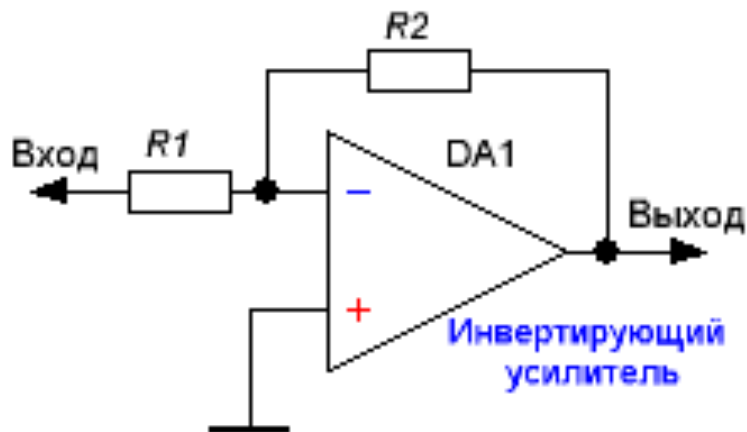 R2
Вход
R1
DA1
−
Выход
+
Инвертирующий
усилитель